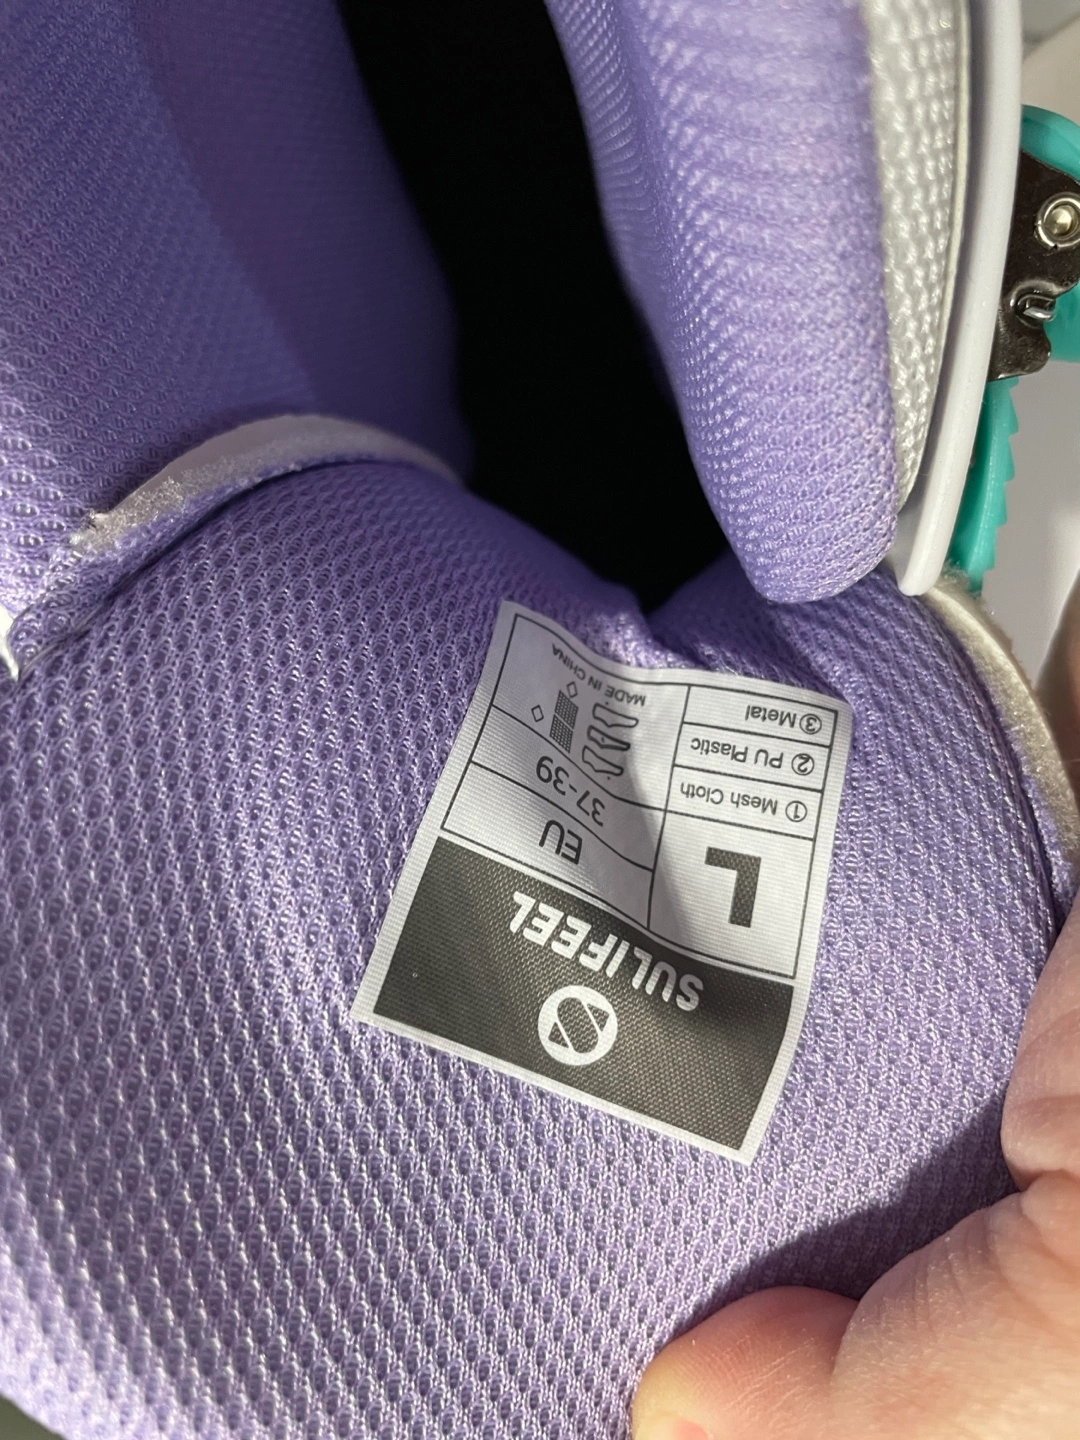 SULIFEEL
L
EU
37-39
① Mesh Cloth
② PU Plastic
③ Metal
MADE IN CHINA